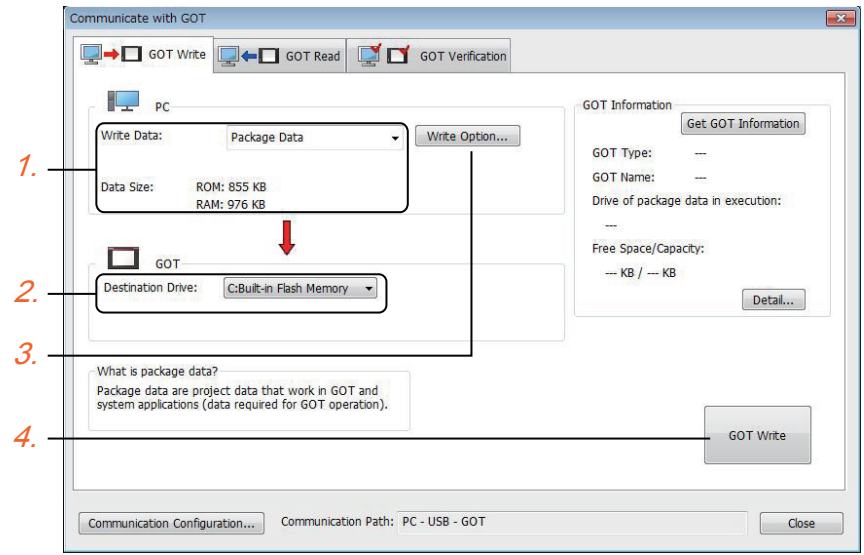 Communicate with GOT
GOT Write
GOT Read
GOT Verification
PC
Write Data:
Package Data
Write Option...
Data Size:
ROM: 855 KB
RAM: 976 KB
1.
GOT
Destination Drive:
C:Built-in Flash Memory
2.
3.
What is package data?
Package data are project data that work in GOT and
system applications (data required for GOT operation).
4.
GOT Information
Get GOT Information
GOT Type: ---
GOT Name: ---
Drive of package data in execution:
---
Free Space/Capacity:
--- KB / --- KB
Detail...
GOT Write
Communication Configuration...
Communication Path: PC - USB - GOT
Close